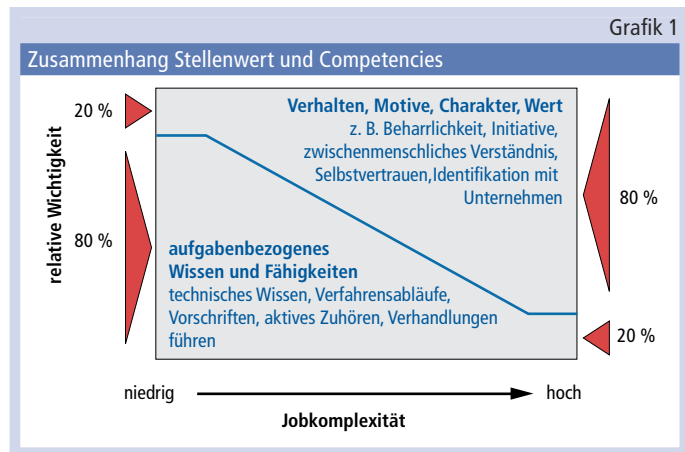 Grafik 1
Zusammenhang Stellenwert und Competencies
relative Wichtigkeit
20 %
80 %
Verhalten, Motive, Charakter, Wert
z. B. Beharrlichkeit, Initiative,
zwischenmenschliches Verständnis,
Selbstvertrauen,Identifikation mit
Unternehmen
80 %
aufgabenbezogenes
Wissen und Fähigkeiten
technisches Wissen, Verfahrensabläufe,
Vorschriften, aktives Zuhören, Verhandlungen
führen
20 %
niedrig
hoch
Jobkomplexität